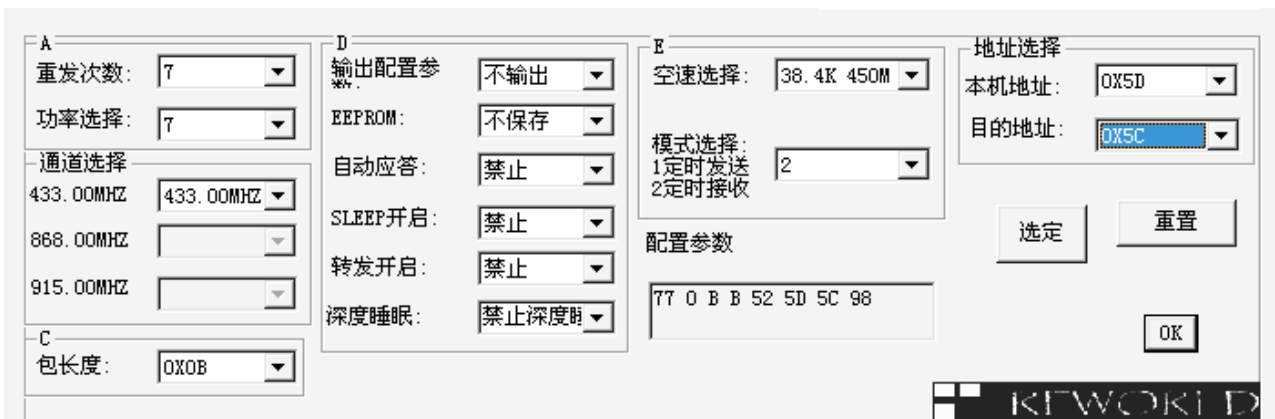 A
重发次数: 7
功率选择: 7
通道选择
433.00MHZ 433.00MHZ
868.00MHZ
915.00MHZ
C
包长度: 0X0B
D
输出配置参数: 不输出
EEPROM: 不保存
自动应答: 禁止
SLEEP开启: 禁止
转发开启: 禁止
深度睡眠: 禁止深度睡
E
空速选择: 38.4K 450M
模式选择:
1定时发送 2
2定时接收
配置参数
77 0 B B 52 5D 5C 98
地址选择
本机地址: 0X5D
目的地址: 0X5C
选定 重置
OK